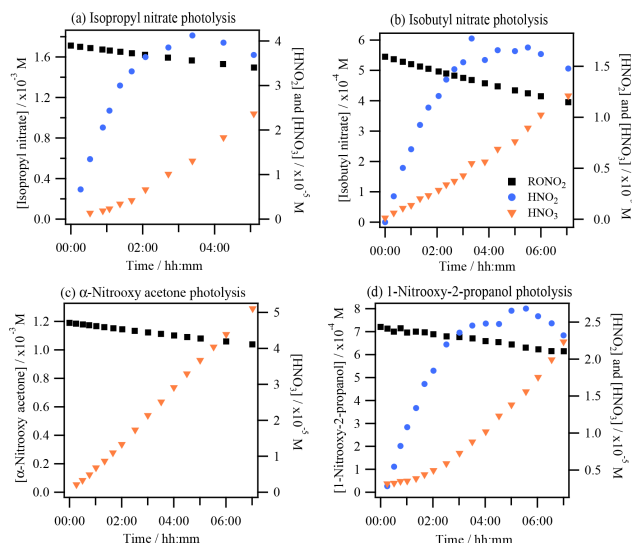 (a) Isopropyl nitrate photolysis
[Isopropyl nitrate] / x10⁻³ M
1.6
1.2
0.8
0.4
0.0
[HNO₂] and [HNO₃]/ x10⁻⁵ M
4
3
2
1
0
00:00 02:00 04:00
Time / hh:mm
(b) Isobutyl nitrate photolysis
[Isobutyl nitrate] / x10⁻⁴ M
6
5
4
3
2
1
0
RONO₂
HNO₂
HNO₃
[HNO₂] and [HNO₃]/ x10⁻ M
1.5
1.0
0.5
0.0
00:00 02:00 04:00 06:00
Time / hh:mm
(c) α-Nitrooxy acetone photolysis
[α-Nitrooxy acetone] / x10⁻³ M
1.2
1.0
0.8
0.6
0.4
0.2
0.0
[HNO₃] / x10⁻⁵ M
5
4
3
2
1
0
00:00 02:00 04:00 06:00
Time / hh:mm
(d) 1-Nitrooxy-2-propanol photolysis
[1-Nitrooxy-2-propanol] / x10⁻⁴ M
8
7
6
5
4
3
2
1
0
[HNO₂] and [HNO₃]/ x10⁻⁵ M
2.5
2.0
1.5
1.0
0.5
00:00 02:00 04:00 06:00
Time / hh:mm